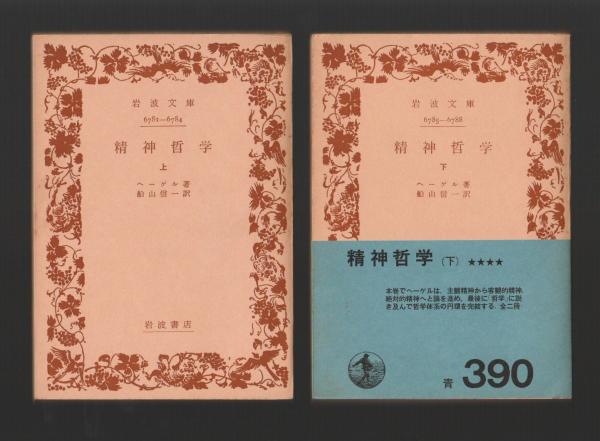 岩波文庫
6782—6784
精神哲学
上
ヘーゲル著
船山信一訳
岩波書店
岩波文庫
6785—6788
精神哲学
下
ヘーゲル著
船山信一訳
精神哲学(下)★★★★
本巻でヘーゲルは、主観精神から客観的精神、
絶対的精神へと論を進め、最後に「哲学」に説
き及んで哲学体系の円環を完結する。全二冊
青 390